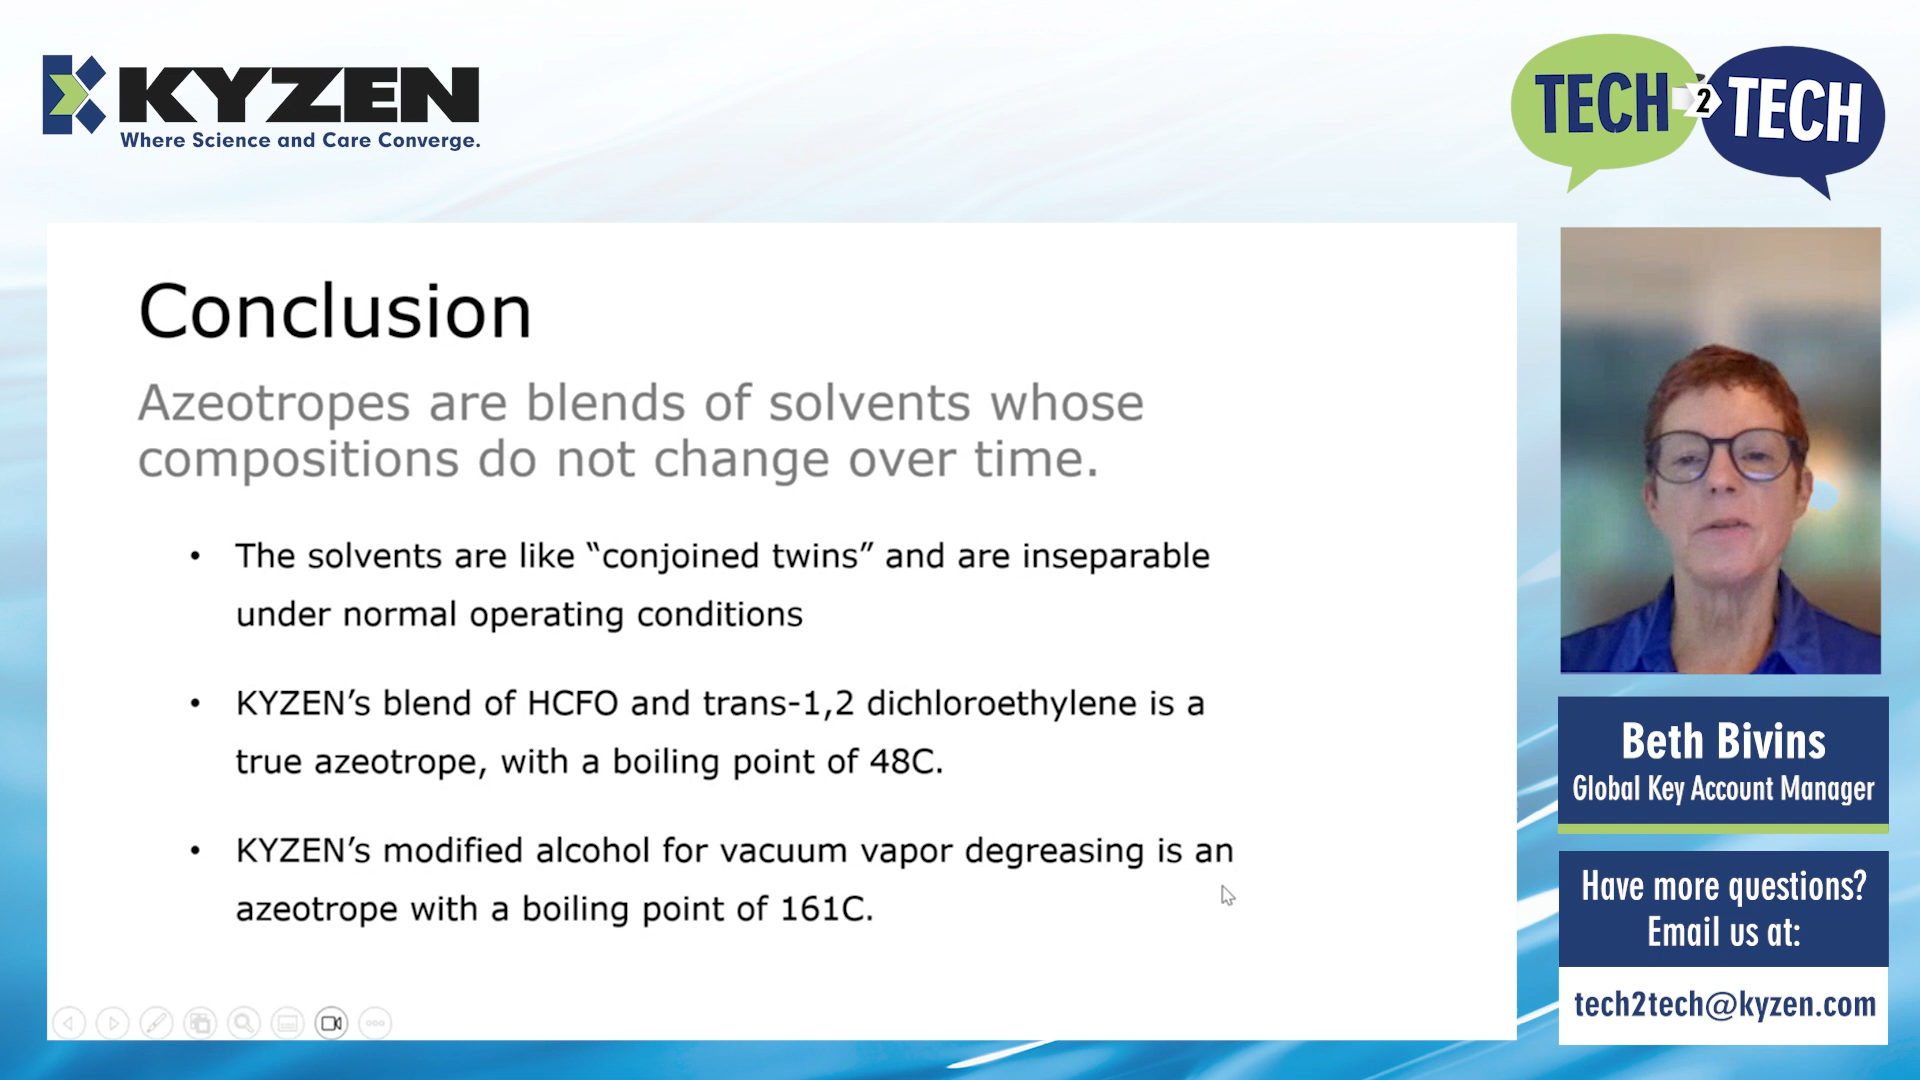 KYZEN
Where Science and Care Converge.
TECH 2 TECH
Conclusion
Azeotropes are blends of solvents whose
compositions do not change over time.
• The solvents are like “conjoined twins” and are inseparable
under normal operating conditions
• KYZEN’s blend of HCFO and trans-1,2 dichloroethylene is a
true azeotrope, with a boiling point of 48C.
• KYZEN’s modified alcohol for vacuum vapor degreasing is an
azeotrope with a boiling point of 161C.
Beth Bivins
Global Key Account Manager
Have more questions?
Email us at:
tech2tech@kyzen.com